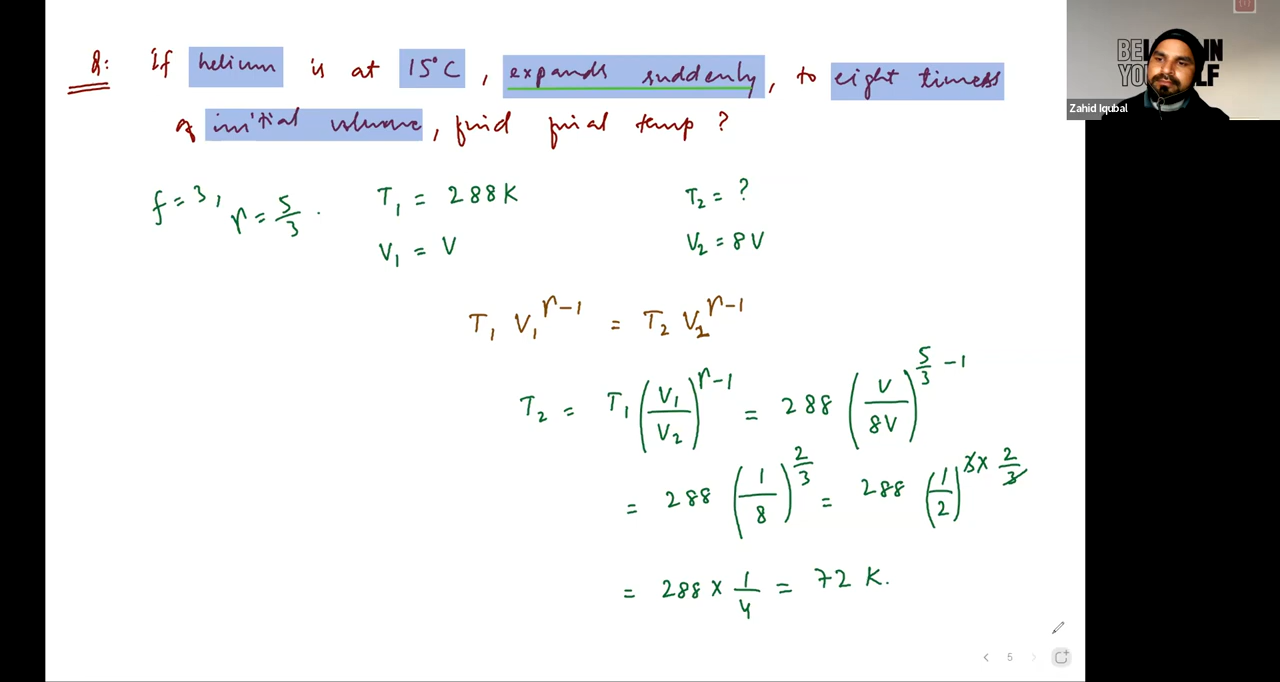 Q: If helium is at 15°C, expands suddenly, to eight timess
of initial volume, find final temp ?
f = 3, r = 5/3 . T₁ = 288 K T₂ = ?
V₁ = V V₂ = 8V
T₁ V₁^(r-1) = T₂ V₂^(r-1)
T₂ = T₁ (V₁/V₂)^(r-1) = 288 (V/8V)^(5/3 - 1)
= 288 (1/8)^(2/3) = 288 (1/2)^(3 × 2/3)
= 288 × 1/4 = 72 K.
Zahid Iqubal
5